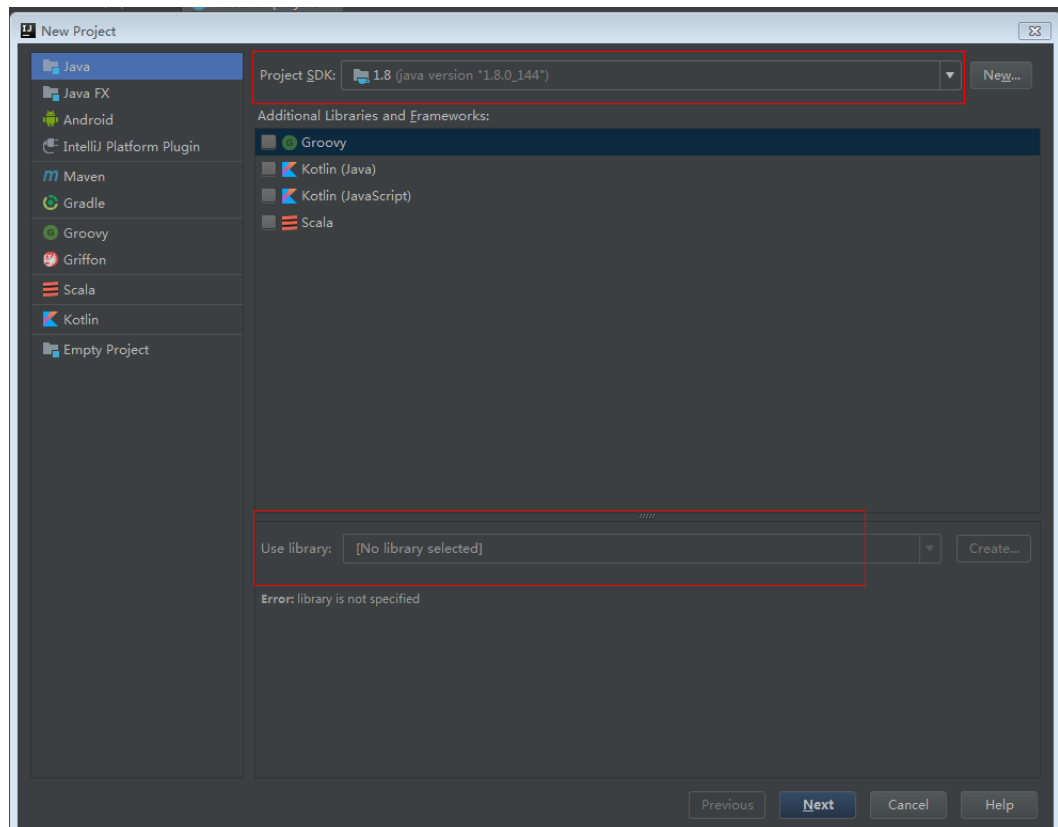 New Project
Java
Java FX
Android
IntelliJ Platform Plugin
Maven
Gradle
Groovy
Griffon
Scala
Kotlin
Empty Project
Project SDK: 1.8 (java version "1.8.0_144") New...
Additional Libraries and Frameworks:
Groovy
Kotlin (Java)
Kotlin (JavaScript)
Scala
Use library: [No library selected] Create...
Error: library is not specified
Previous Next Cancel Help